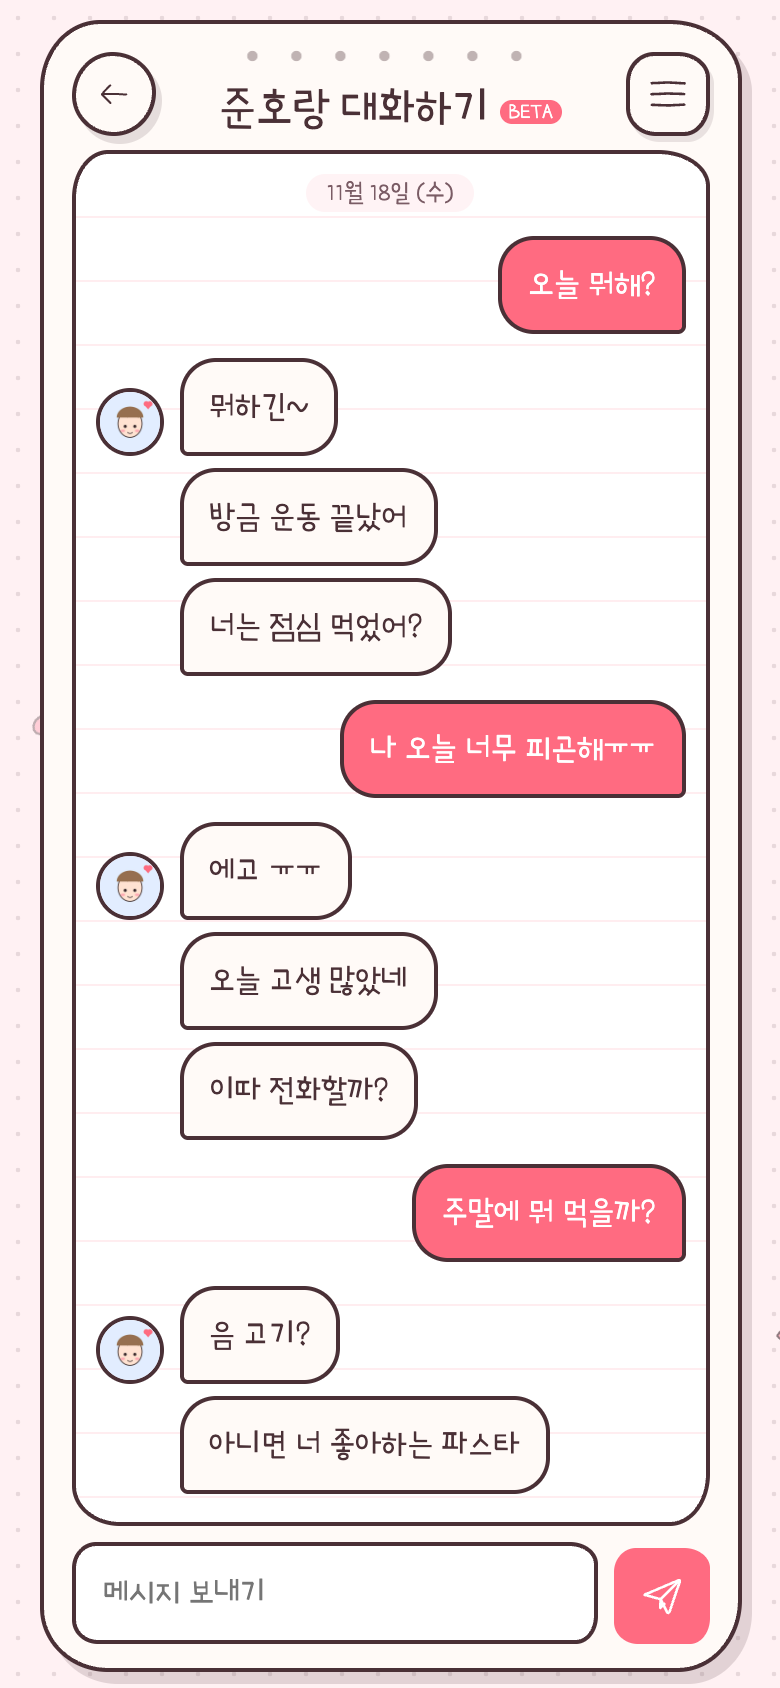 준호랑 대화하기 BETA
11월 18일 (수)
오늘 뭐해?
뭐하긴~
방금 운동 끝났어
너는 점심 먹었어?
나 오늘 너무 피곤해ㅠㅠ
에고 ㅠㅠ
오늘 고생 많았네
이따 전화할까?
주말에 뭐 먹을까?
음 고기?
아니면 너 좋아하는 파스타
메시지 보내기